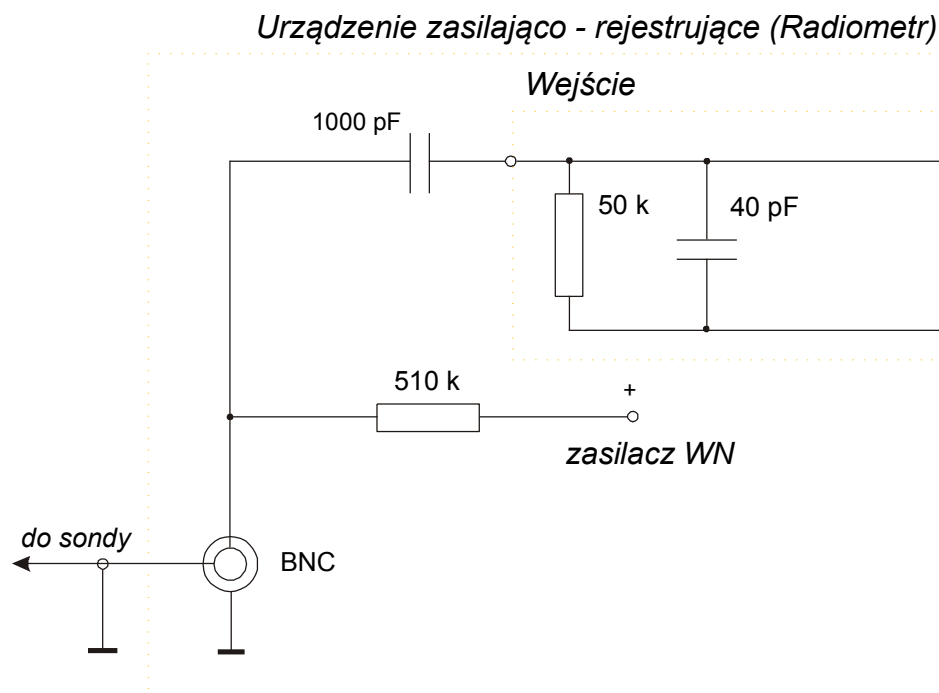 Urządzenie zasilająco - rejestrujące (Radiometr)
Wejście
1000 pF
50 k
40 pF
510 k
+
zasilacz WN
do sondy
BNC